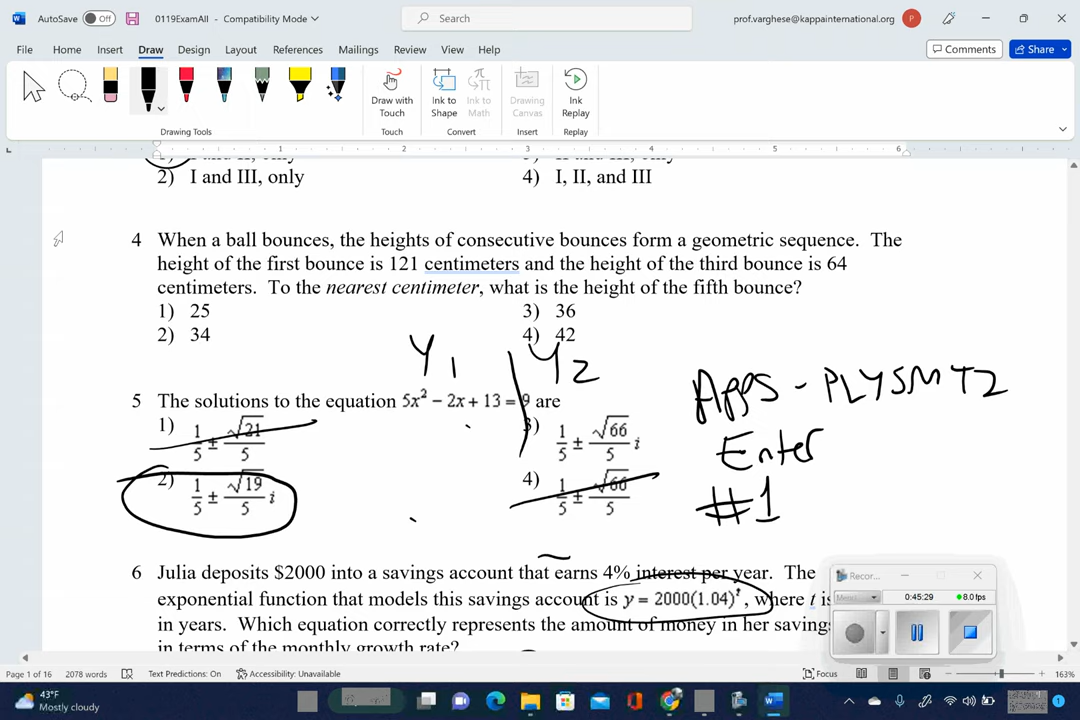 AutoSave Off 0119ExamAll - Compatibility Mode Search prof.varghese@kappainternational.org P
File Home Insert Draw Design Layout References Mailings Review View Help Comments Share
Draw with Touch Ink to Shape Ink to Math Drawing Canvas Ink Replay
Drawing Tools Touch Convert Insert Replay
1 2 3 4 5 6
2) I and III, only 4) I, II, and III
4 When a ball bounces, the heights of consecutive bounces form a geometric sequence. The
height of the first bounce is 121 centimeters and the height of the third bounce is 64
centimeters. To the nearest centimeter, what is the height of the fifth bounce?
1) 25 3) 36
2) 34 4) 42
Y1 Y2
Apps - PLYSMT2
5 The solutions to the equation 5x² − 2x + 13 = 9 are
1) 1/5 ± √21/5 3) 1/5 ± √66/5 i
Enter
2) 1/5 ± √19/5 i 4) 1/5 ± √66/5
#1
6 Julia deposits $2000 into a savings account that earns 4% interest per year. The
exponential function that models this savings account is y = 2000(1.04)^t, where t is
in years. Which equation correctly represents the amount of money in her savings
in terms of the monthly growth rate?
Recor...
Menu 0:45:29 8.0 fps
Page 1 of 16 2078 words Text Predictions: On Accessibility: Unavailable Focus 163%
43°F
Mostly cloudy